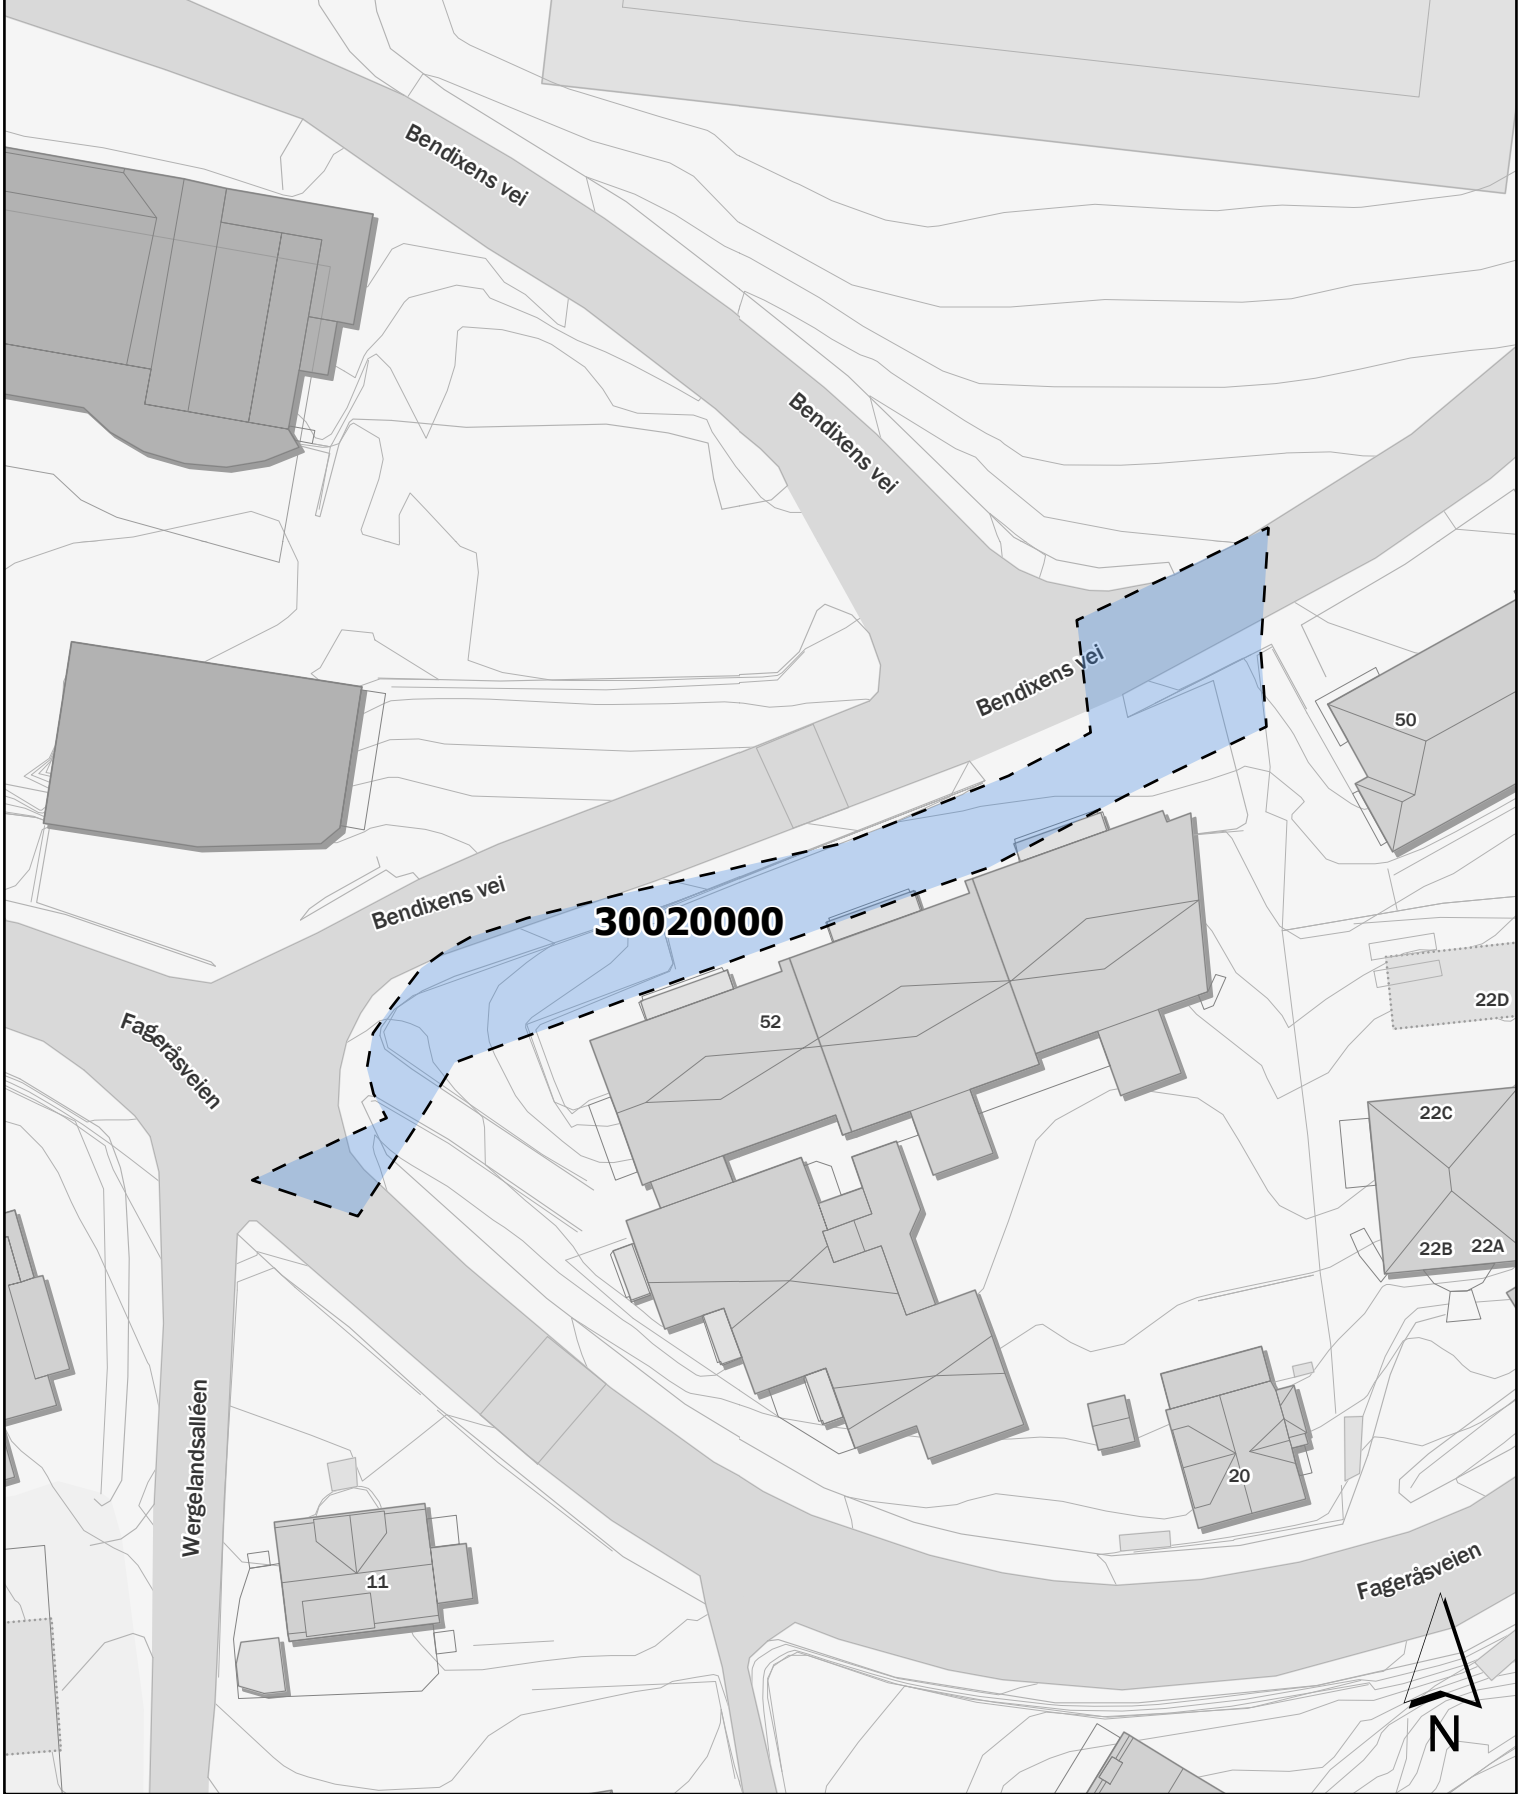 Bendixens vei
Bendixens vei
Bendixens vei
50
Bendixens vei
30020000
22D
52
Fageråsveien
22C
22B
22A
Wergelandsalléen
20
11
Fageråsveien
N